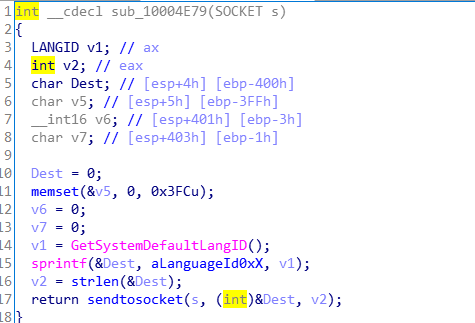 1 int __cdecl sub_10004E79(SOCKET s)
2 {
3 LANGID v1; // ax
4 int v2; // eax
5 char Dest; // [esp+4h] [ebp-400h]
6 char v5; // [esp+5h] [ebp-3FFh]
7 __int16 v6; // [esp+401h] [ebp-3h]
8 char v7; // [esp+403h] [ebp-1h]
9
10 Dest = 0;
11 memset(&v5, 0, 0x3FCu);
12 v6 = 0;
13 v7 = 0;
14 v1 = GetSystemDefaultLangID();
15 sprintf(&Dest, aLanguageId0xX, v1);
16 v2 = strlen(&Dest);
17 return sendtosocket(s, (int)&Dest, v2);
18 }